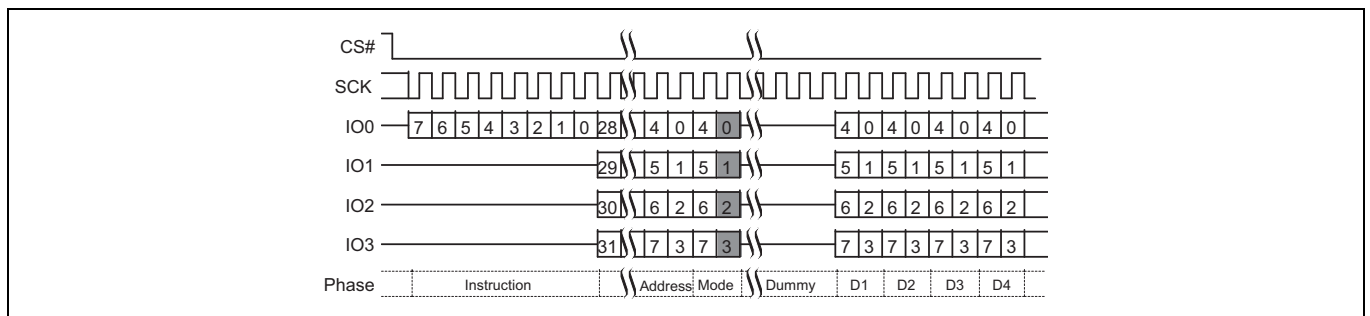 CS#
SCK
IO0 7 6 5 4 3 2 1 0 28 4 0 4 0 4 0 4 0 4 0 4 0
IO1 29 5 1 5 1 5 1 5 1 5 1 5 1
IO2 30 6 2 6 2 6 2 6 2 6 2 6 2
IO3 31 7 3 7 3 7 3 7 3 7 3 7 3
Phase Instruction Address Mode Dummy D1 D2 D3 D4